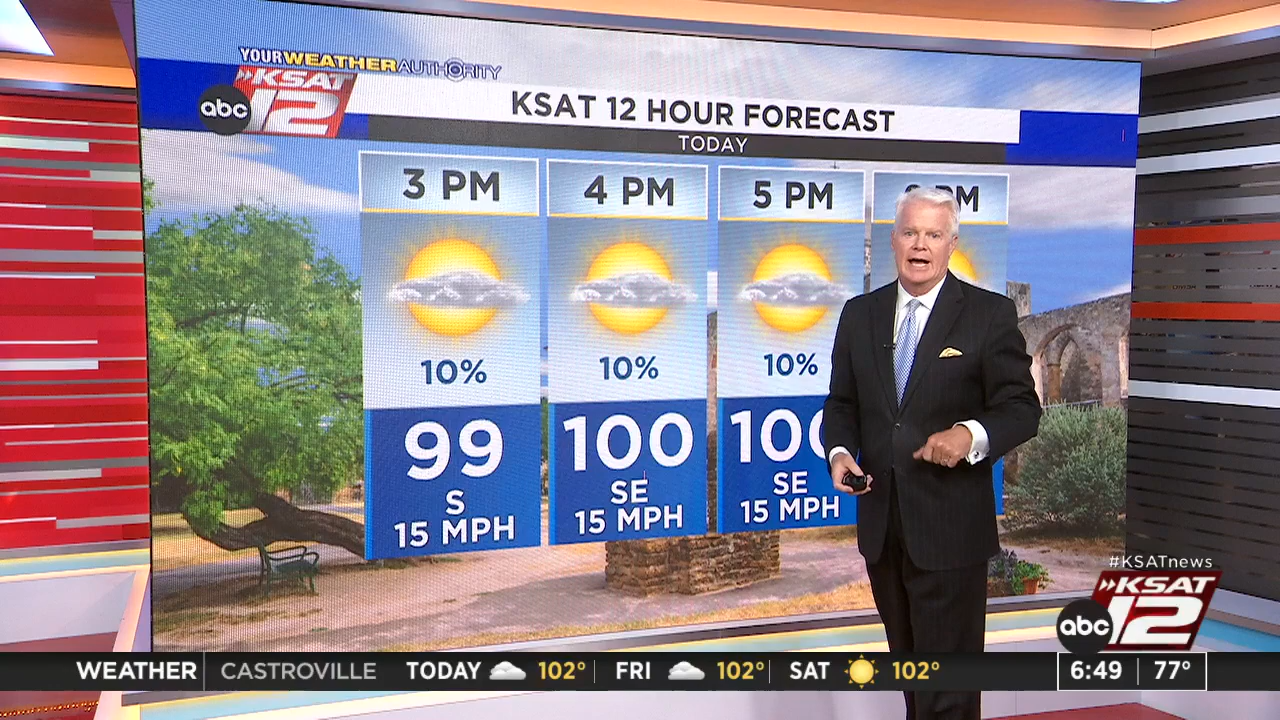 YOUR WEATHER AUTHORITY
KSAT
abc 12
KSAT 12 HOUR FORECAST
TODAY
3 PM 4 PM 5 PM PM
10% 10% 10%
99 100 100
S SE SE
15 MPH 15 MPH 15 MPH
#KSATnews
KSAT
abc 12
WEATHER CASTROVILLE TODAY 102° FRI 102° SAT 102° 6:49 77°